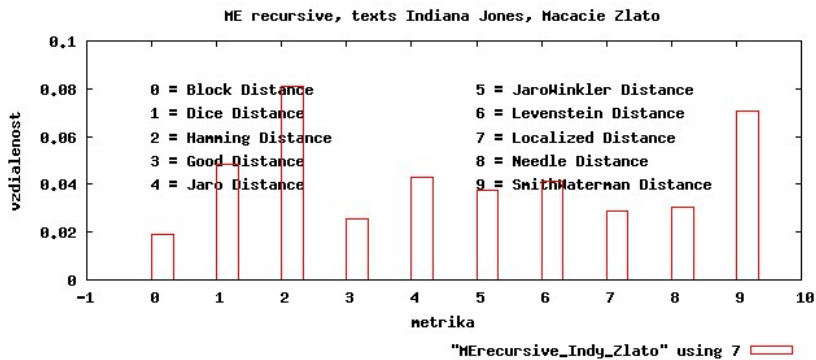 ME recursive, texts Indiana Jones, Macacie Zlato
0.1
0.08
0.06
0.04
0.02
0
vzdialenost
0 = Block Distance
1 = Dice Distance
2 = Hamming Distance
3 = Good Distance
4 = Jaro Distance
5 = JaroWinkler Distance
6 = Levenstein Distance
7 = Localized Distance
8 = Needle Distance
9 = SmithWaterman Distance
-1 0 1 2 3 4 5 6 7 8 9 10
metrika
"MErecursive_Indy_Zlato" using 7